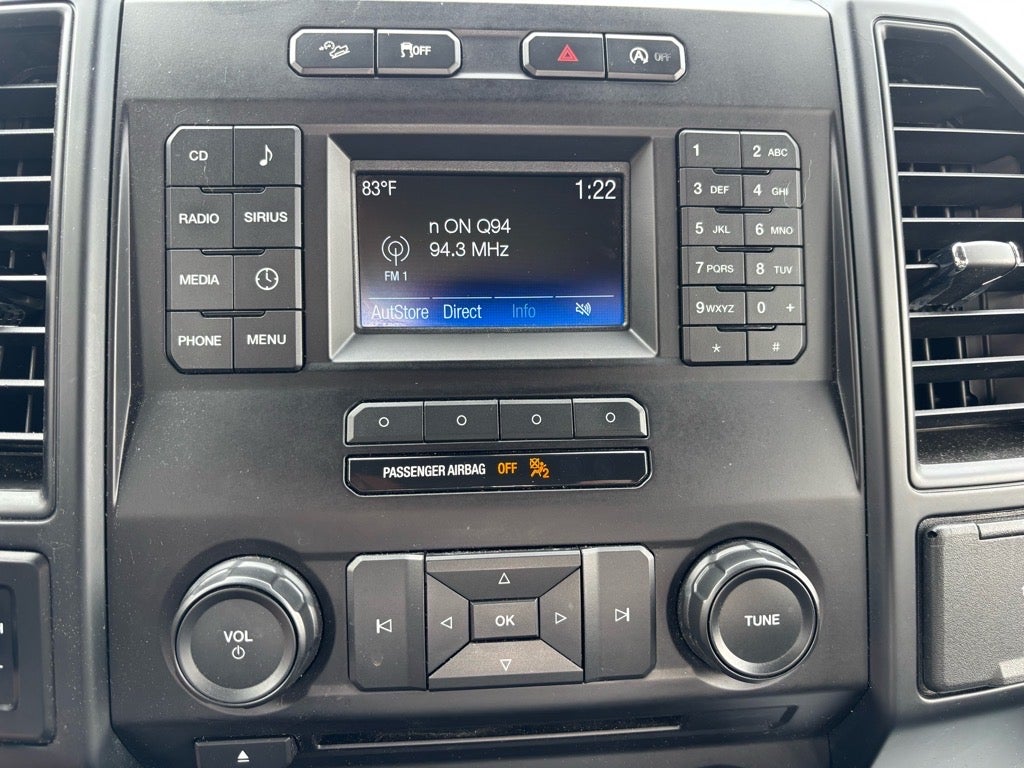 OFF
A OFF
CD
RADIO SIRIUS
MEDIA
PHONE MENU
83°F 1:22
n ON Q94
94.3 MHz
FM 1
AutStore Direct Info
1 2 ABC
3 DEF 4 GHI
5 JKL 6 MNO
7 PQRS 8 TUV
9 WXYZ 0 +
* #
PASSENGER AIRBAG OFF 2
VOL
OK
TUNE